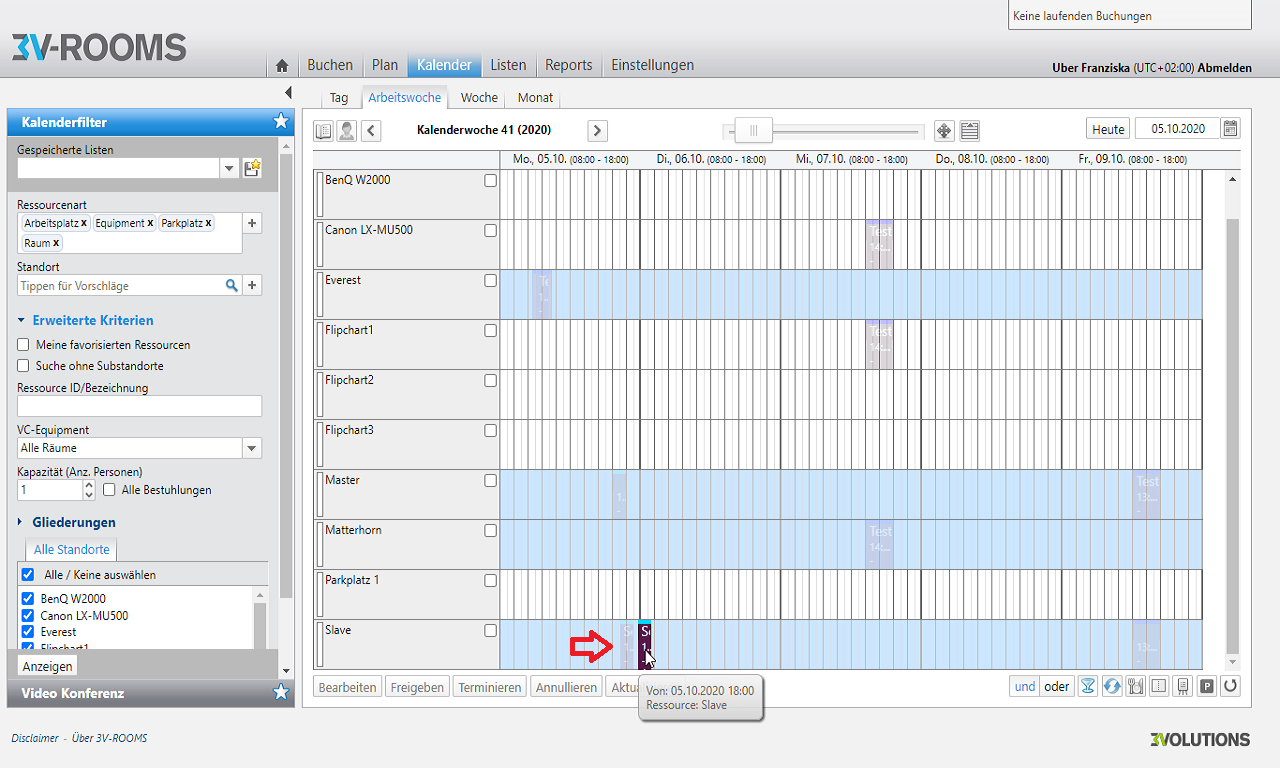 Keine laufenden Buchungen
3V-ROOMS
Buchen Plan Kalender Listen Reports Einstellungen
Uber Franziska (UTC+02:00) Abmelden
Tag Arbeitswoche Woche Monat
Kalenderfilter
Kalenderwoche 41 (2020)
Heute 05.10.2020
Gespeicherte Listen
Mo., 05.10. (08:00 - 18:00) Di., 06.10. (08:00 - 18:00) Mi., 07.10. (08:00 - 18:00) Do., 08.10. (08:00 - 18:00) Fr., 09.10. (08:00 - 18:00)
Ressourcenart
Arbeitsplatz x Equipment x Parkplatz x
Raum x
Standort
Tippen für Vorschläge
Erweiterte Kriterien
Meine favorisierten Ressourcen
Suche ohne Substandorte
Ressource ID/Bezeichnung
VC-Equipment
Alle Räume
Kapazität (Anz. Personen)
1 Alle Bestuhlungen
Gliederungen
Alle Standorte
Alle / Keine auswählen
BenQ W2000
Canon LX-MU500
Everest
Flipchart1
Anzeigen
Video Konferenz
BenQ W2000
Canon LX-MU500
Test
14:...
-
Everest
1...
-
Flipchart1
Test
14:...
-
Flipchart2
Flipchart3
Master
1...
-
Test
13:...
-
Matterhorn
Test
14:...
-
Parkplatz 1
Slave
1...
-
1...
-
13:...
-
Bearbeiten Freigeben Terminieren Annullieren Aktu
und oder
P
Von: 05.10.2020 18:00
Ressource: Slave
Disclaimer - Über 3V-ROOMS
3VOLUTIONS